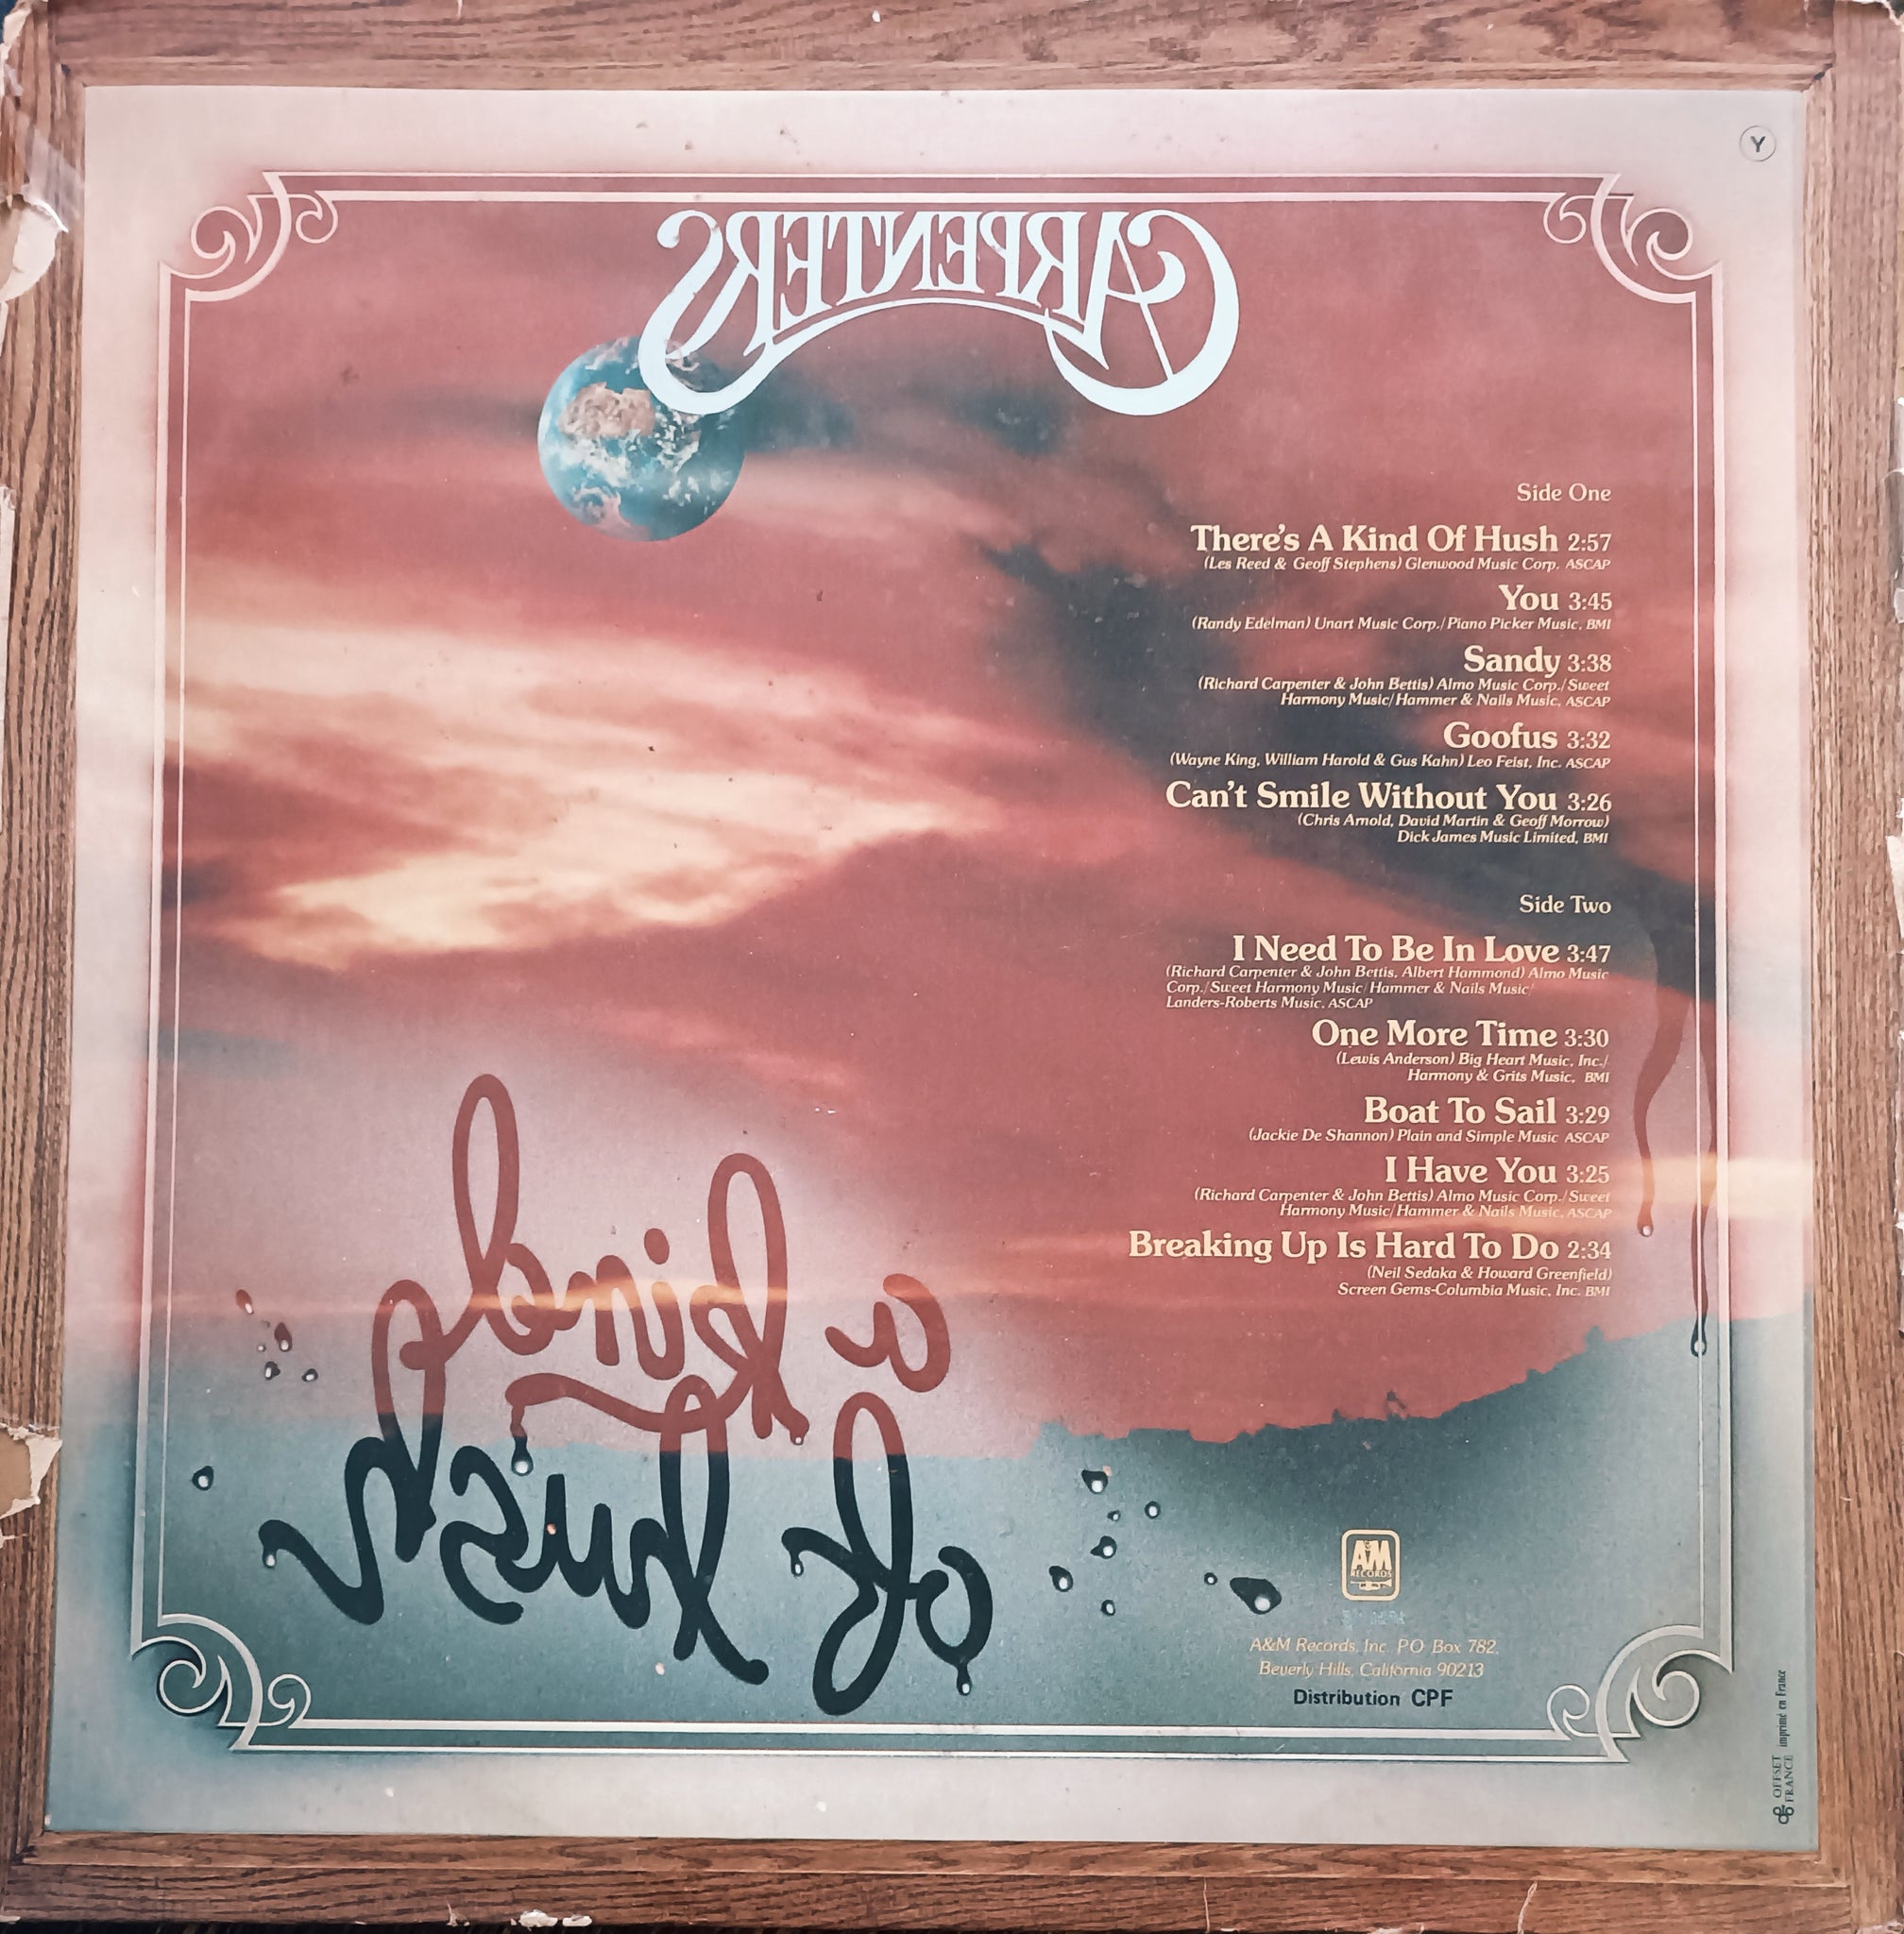 Y
CARPENTERS
Side One
There's A Kind Of Hush 2:57
(Les Reed & Geoff Stephens) Glenwood Music Corp. ASCAP
You 3:45
(Randy Edelman) Unart Music Corp./Piano Picker Music, BMI
Sandy 3:38
(Richard Carpenter & John Bettis) Almo Music Corp./Sweet
Harmony Music/Hammer & Nails Music, ASCAP
Goofus 3:32
(Wayne King, William Harold & Gus Kahn) Leo Feist, Inc. ASCAP
Can't Smile Without You 3:26
(Chris Arnold, David Martin & Geoff Morrow)
Dick James Music Limited, BMI
Side Two
I Need To Be In Love 3:47
(Richard Carpenter & John Bettis, Albert Hammond) Almo Music
Corp./Sweet Harmony Music/Hammer & Nails Music/
Landers-Roberts Music, ASCAP
One More Time 3:30
(Lewis Anderson) Big Heart Music, Inc./
Harmony & Grits Music, BMI
Boat To Sail 3:29
(Jackie De Shannon) Plain and Simple Music ASCAP
I Have You 3:25
(Richard Carpenter & John Bettis) Almo Music Corp./Sweet
Harmony Music/Hammer & Nails Music, ASCAP
Breaking Up Is Hard To Do 2:34
(Neil Sedaka & Howard Greenfield)
Screen Gems-Columbia Music, Inc. BMI
a kind
of hush
A&M
RECORDS
A&M Records, Inc. P.O. Box 782,
Beverly Hills, California 90213
Distribution CPF
OFFSET
FRANCE
imprimé en France